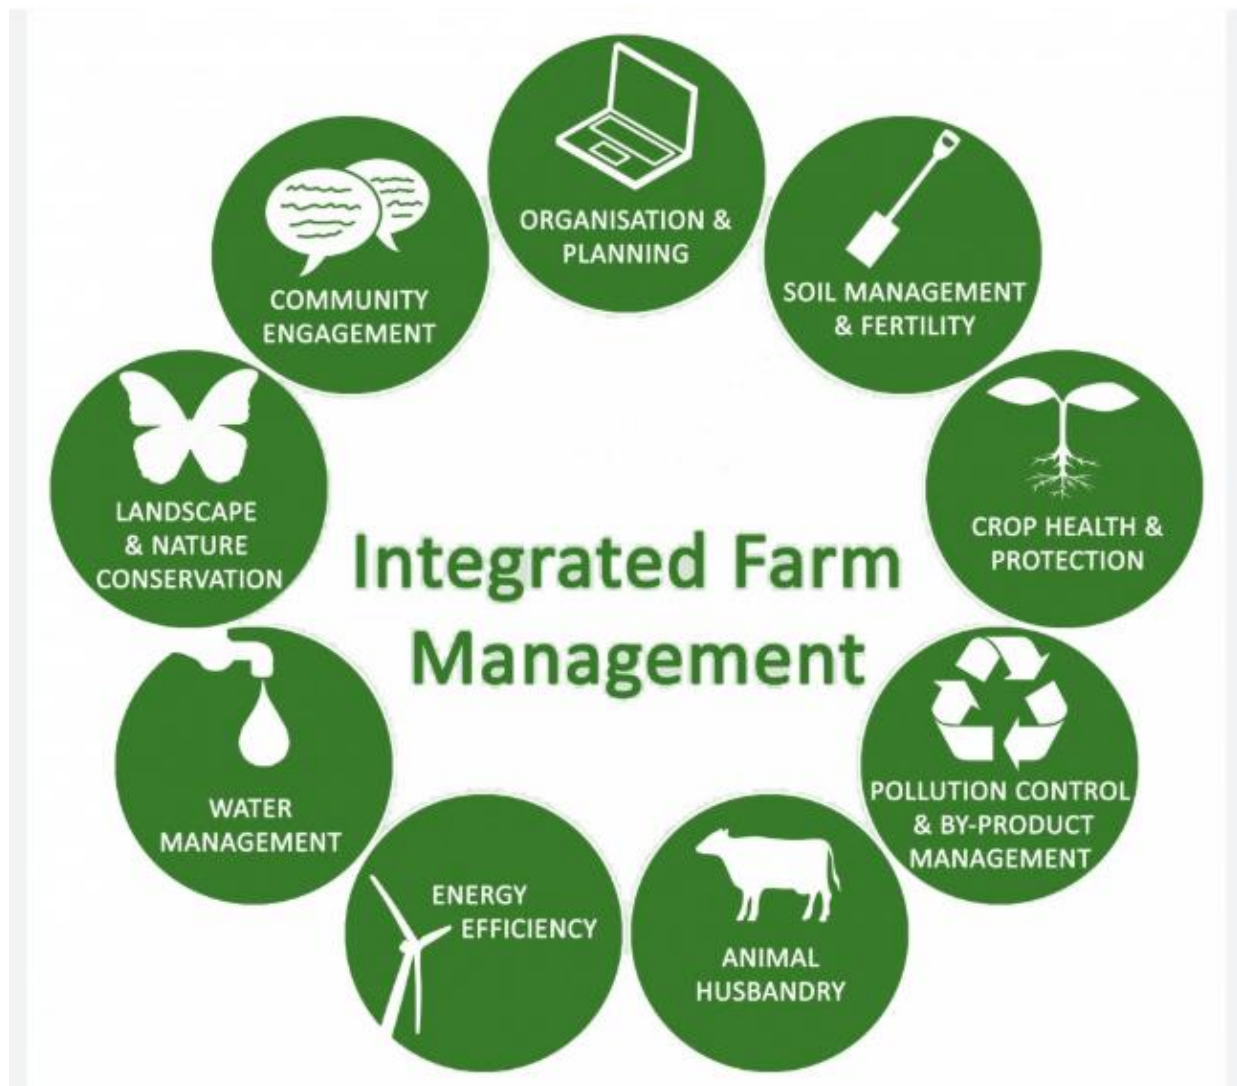 ORGANISATION &
PLANNING
SOIL MANAGEMENT
& FERTILITY
CROP HEALTH &
PROTECTION
POLLUTION CONTROL
& BY-PRODUCT
MANAGEMENT
ANIMAL
HUSBANDRY
ENERGY
EFFICIENCY
WATER
MANAGEMENT
LANDSCAPE
& NATURE
CONSERVATION
COMMUNITY
ENGAGEMENT
Integrated Farm
Management